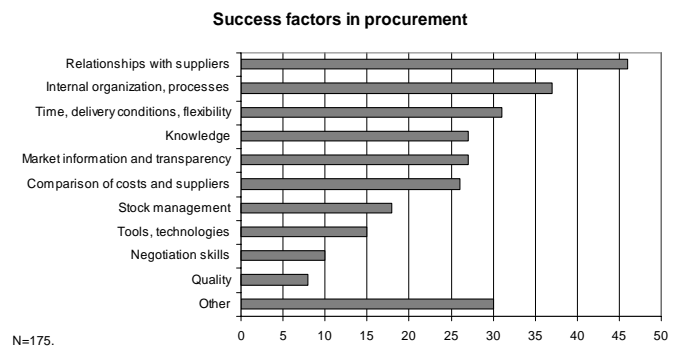 Success factors in procurement
Relationships with suppliers
Internal organization, processes
Time, delivery conditions, flexibility
Knowledge
Market information and transparency
Comparison of costs and suppliers
Stock management
Tools, technologies
Negotiation skills
Quality
Other
0 5 10 15 20 25 30 35 40 45 50
N=175.